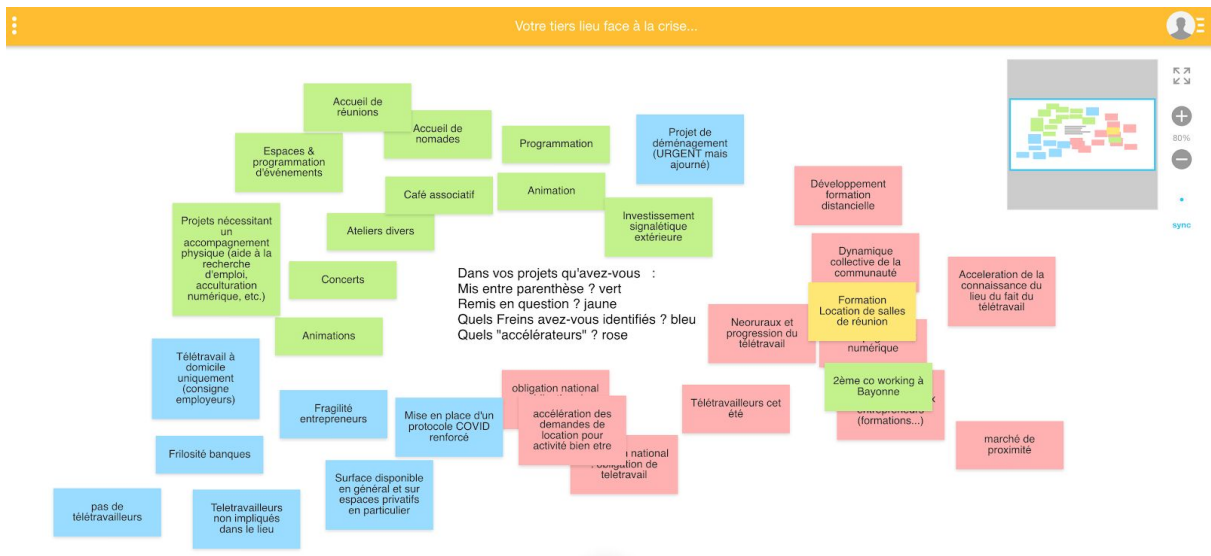 Votre tiers lieu face à la crise...
Accueil de
réunions
Accueil de
nomades
Programmation
Projet de
déménagement
(URGENT mais
ajourné)
Espaces &
programmation
d'événements
Café associatif
Animation
Développement
formation
distancielle
Projets nécessitant
un
accompagnement
physique (aide à la
recherche
d'emploi,
acculturation
numérique, etc.)
Ateliers divers
Investissement
signalétique
extérieure
Dynamique
collective de la
communauté
Concerts
Acceleration de la
connaissance du
lieu du fait du
télétravail
Dans vos projets qu'avez-vous :
Mis entre parenthèse ? vert
Remis en question ? jaune
Quels Freins avez-vous identifiés ? bleu
Quels "accélérateurs" ? rose
Formation
Location de salles
de réunion
Animations
Neoruraux et
progression du
télétravail
numérique
Télétravail à
domicile
uniquement
(consigne
employeurs)
2ème co working à
Bayonne
entrepreneurs
(formations...)
obligation national
accélération des
demandes de
location pour
activité bien etre
Télétravailleurs cet
été
Fragilité
entrepreneurs
Mise en place d'un
protocole COVID
renforcé
marché de
proximité
Frilosité banques
national
: obligation de
teletravail
Surface disponible
en général et sur
espaces privatifs
en particulier
pas de
télétravailleurs
Teletravailleurs
non impliqués
dans le lieu
80%
sync